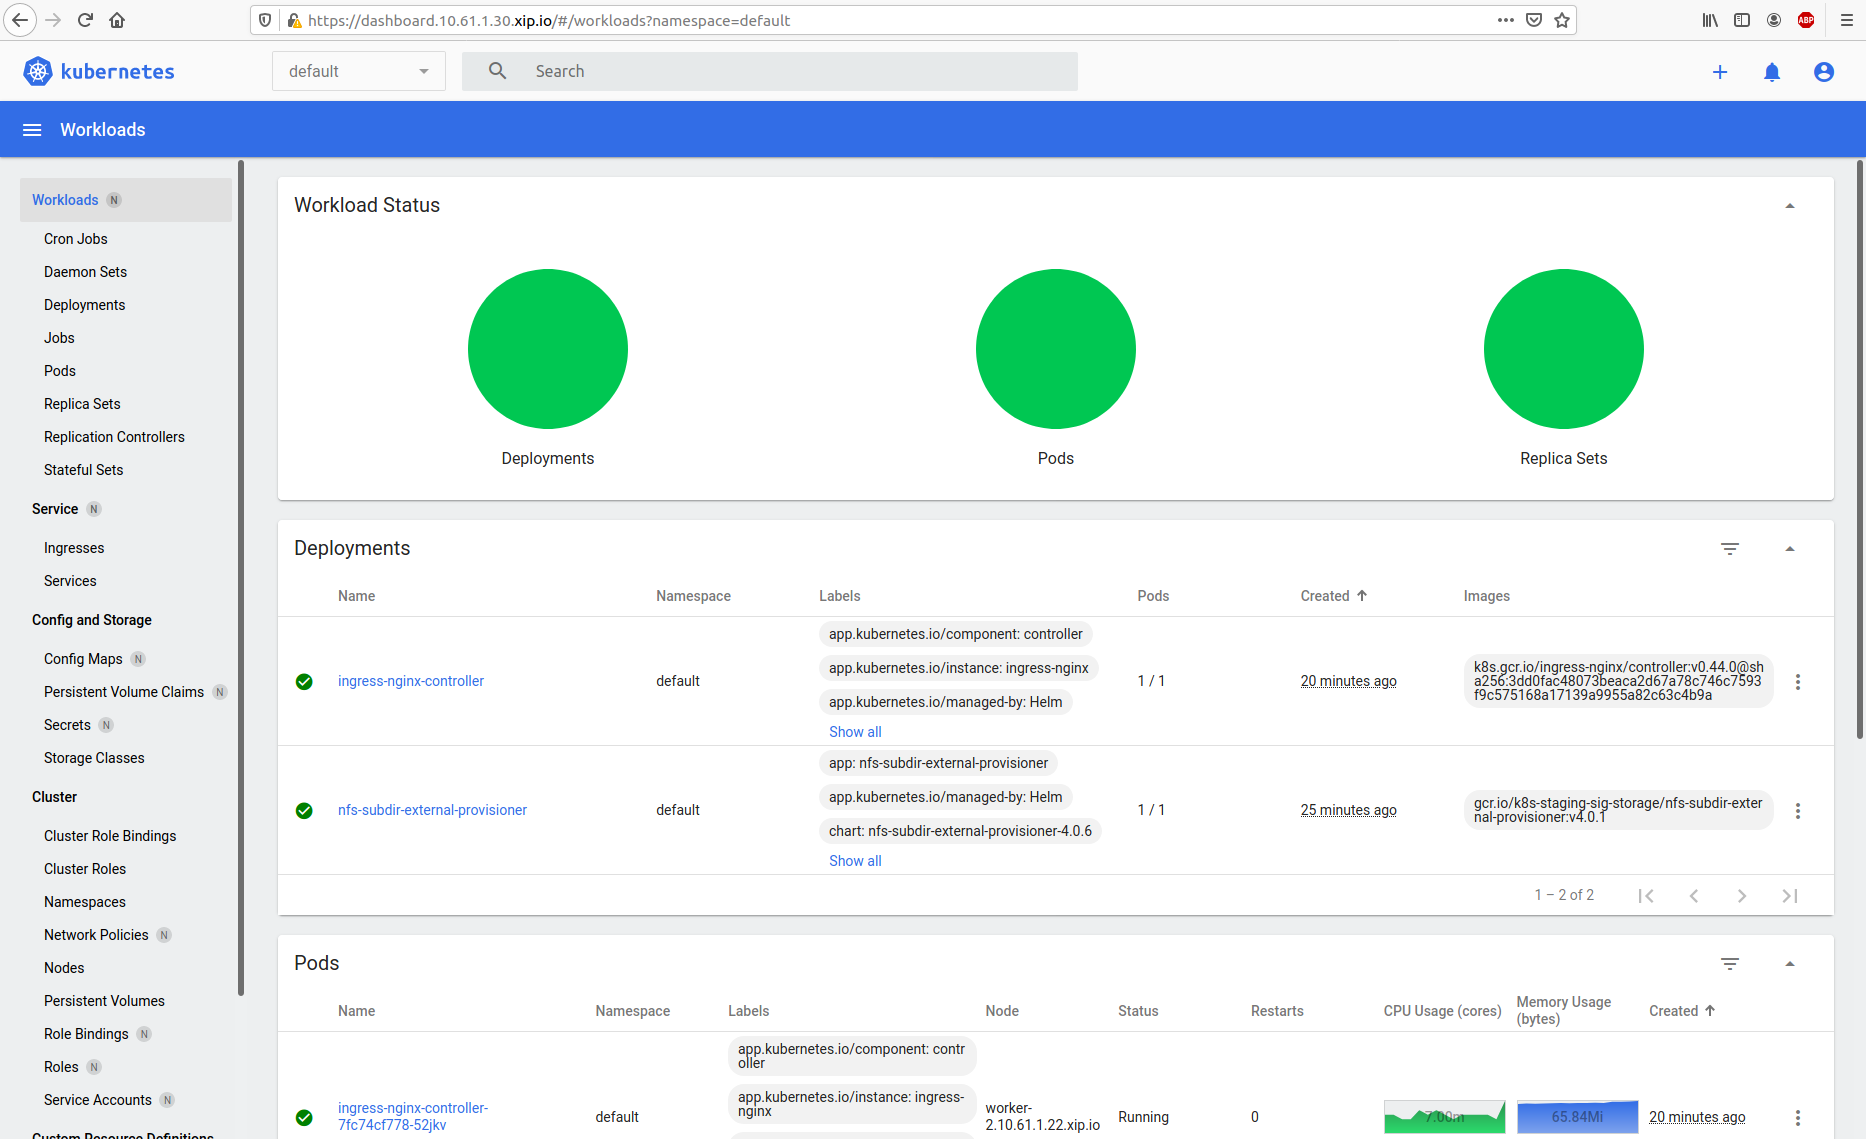 https://dashboard.10.61.1.30.xip.io/#/workloads?namespace=default
ABP
kubernetes
default
Search
Workloads
Workloads N
Cron Jobs
Daemon Sets
Deployments
Jobs
Pods
Replica Sets
Replication Controllers
Stateful Sets
Service N
Ingresses
Services
Config and Storage
Config Maps N
Persistent Volume Claims N
Secrets N
Storage Classes
Cluster
Cluster Role Bindings
Cluster Roles
Namespaces
Network Policies N
Nodes
Persistent Volumes
Role Bindings N
Roles N
Service Accounts N
Custom Resource Definitions
Workload Status
Deployments
Pods
Replica Sets
Deployments
Name Namespace Labels Pods Created Images
ingress-nginx-controller
default
app.kubernetes.io/component: controller
app.kubernetes.io/instance: ingress-nginx
app.kubernetes.io/managed-by: Helm
Show all
1 / 1
20 minutes ago
k8s.gcr.io/ingress-nginx/controller:v0.44.0@sh
a256:3dd0fac48073beaca2d67a78c746c7593
f9c575168a17139a9955a82c63c4b9a
nfs-subdir-external-provisioner
default
app: nfs-subdir-external-provisioner
app.kubernetes.io/managed-by: Helm
chart: nfs-subdir-external-provisioner-4.0.6
Show all
1 / 1
25 minutes ago
gcr.io/k8s-staging-sig-storage/nfs-subdir-exter
nal-provisioner:v4.0.1
1 – 2 of 2
Pods
Name Namespace Labels Node Status Restarts CPU Usage (cores) Memory Usage
(bytes)
Created
ingress-nginx-controller-
7fc74cf778-52jkv
default
app.kubernetes.io/component: contr
oller
app.kubernetes.io/instance: ingress-
nginx
worker-
2.10.61.1.22.xip.io
Running
0
7.00m
65.84Mi
20 minutes ago